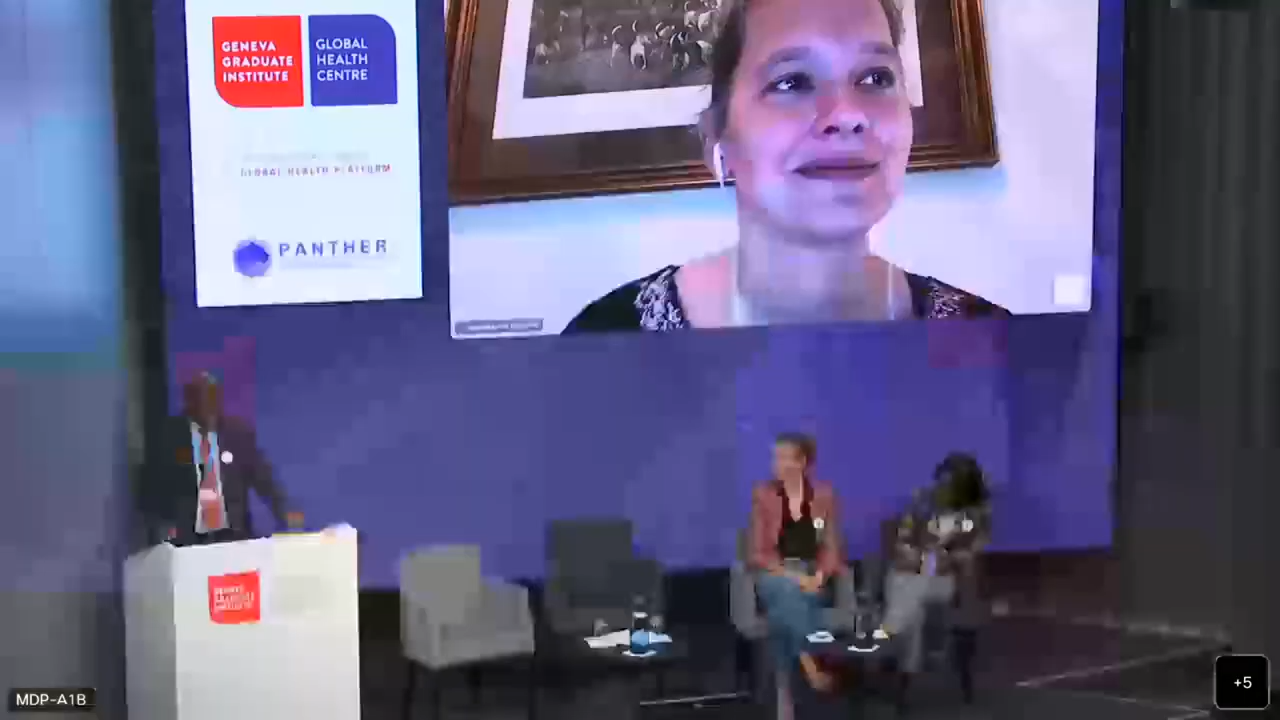 GENEVA
GRADUATE
INSTITUTE
GLOBAL
HEALTH
CENTRE
GLOBAL HEALTH PLATFORM
PANTHER
MDP-A1B
+5